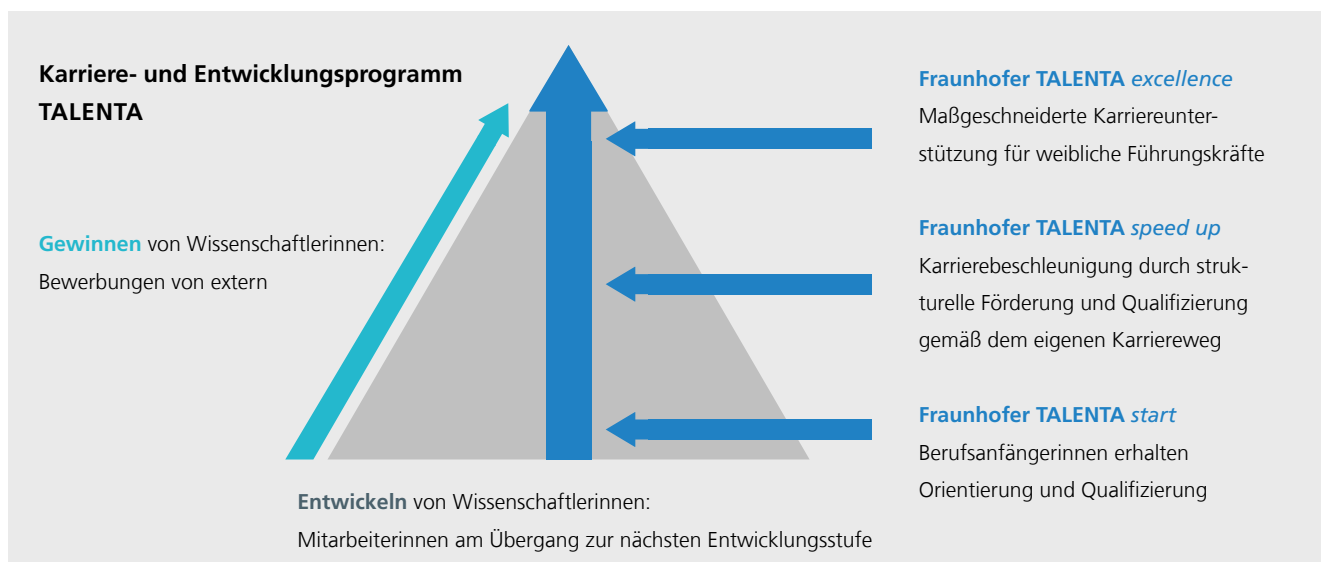 Karriere- und Entwicklungsprogramm
TALENTA
Gewinnen von Wissenschaftlerinnen:
Bewerbungen von extern
Entwickeln von Wissenschaftlerinnen:
Mitarbeiterinnen am Übergang zur nächsten Entwicklungsstufe
Fraunhofer TALENTA excellence
Maßgeschneiderte Karriereunter-
stützung für weibliche Führungskräfte
Fraunhofer TALENTA speed up
Karrierebeschleunigung durch struk-
turelle Förderung und Qualifizierung
gemäß dem eigenen Karriereweg
Fraunhofer TALENTA start
Berufsanfängerinnen erhalten
Orientierung und Qualifizierung